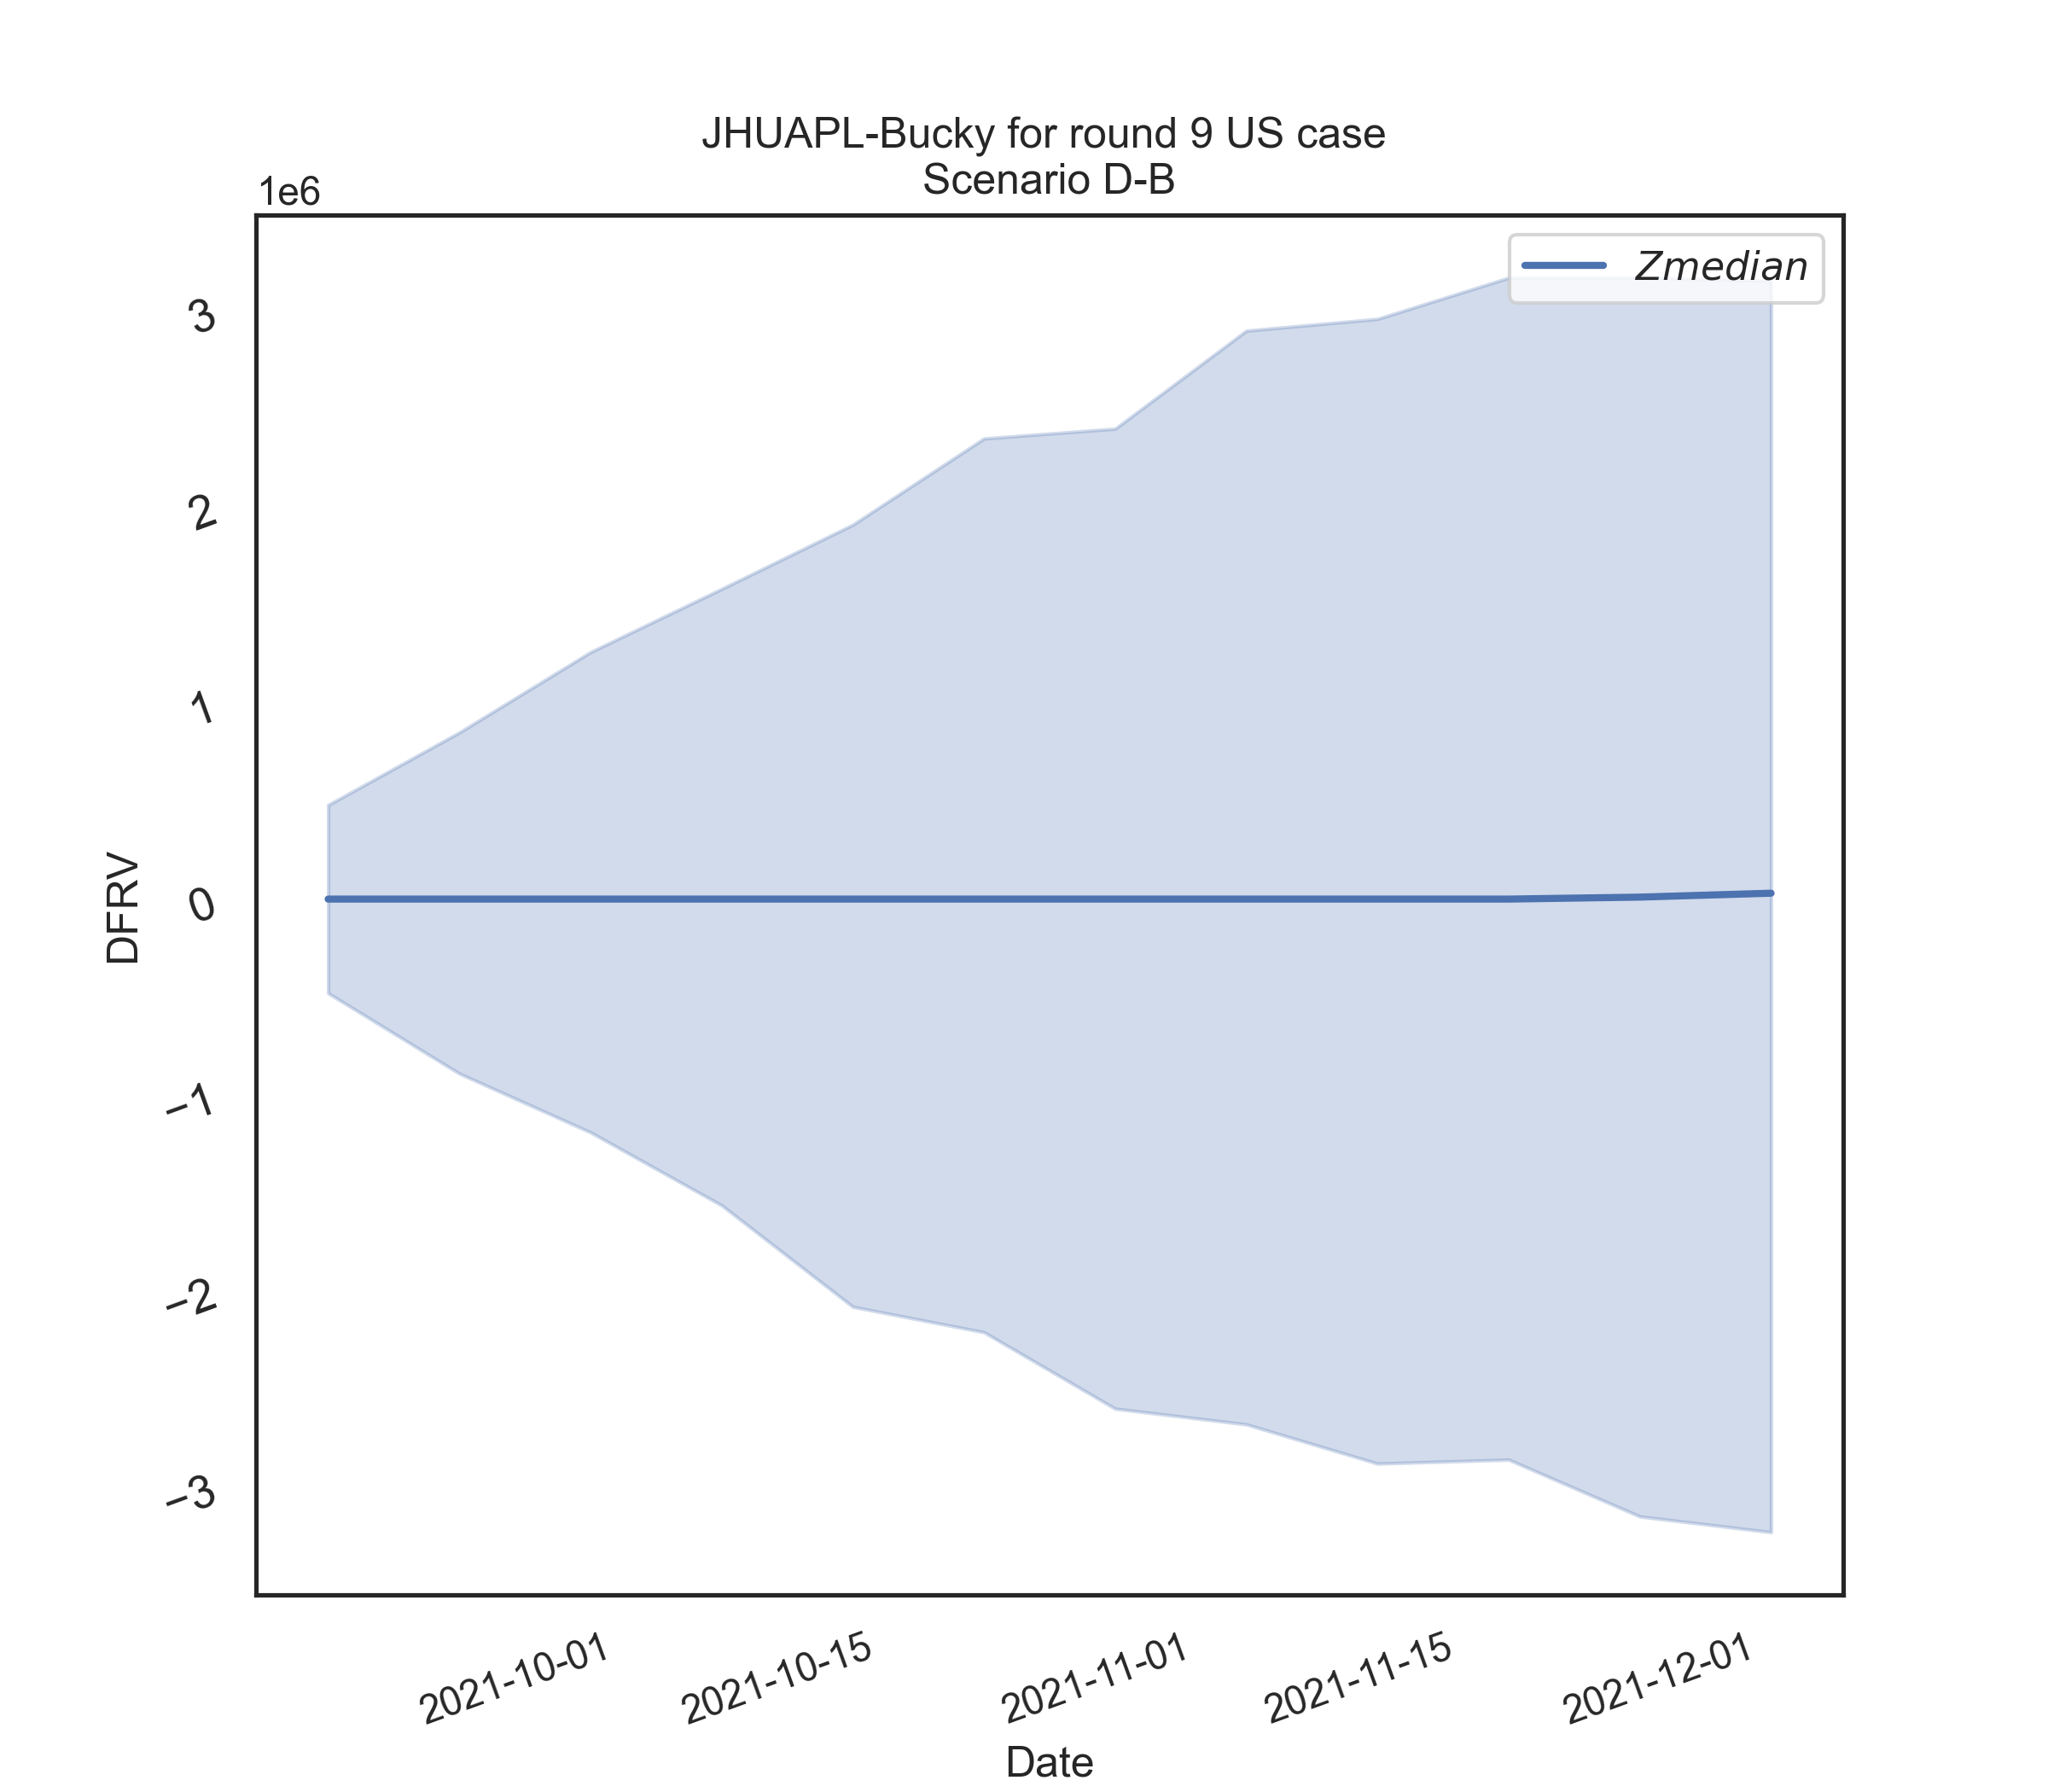 JHUAPL-Bucky for round 9 US case
Scenario D-B
1e6
Zmedian
3
2
1
0
−1
−2
−3
DFRV
2021-10-01
2021-10-15
2021-11-01
2021-11-15
2021-12-01
Date